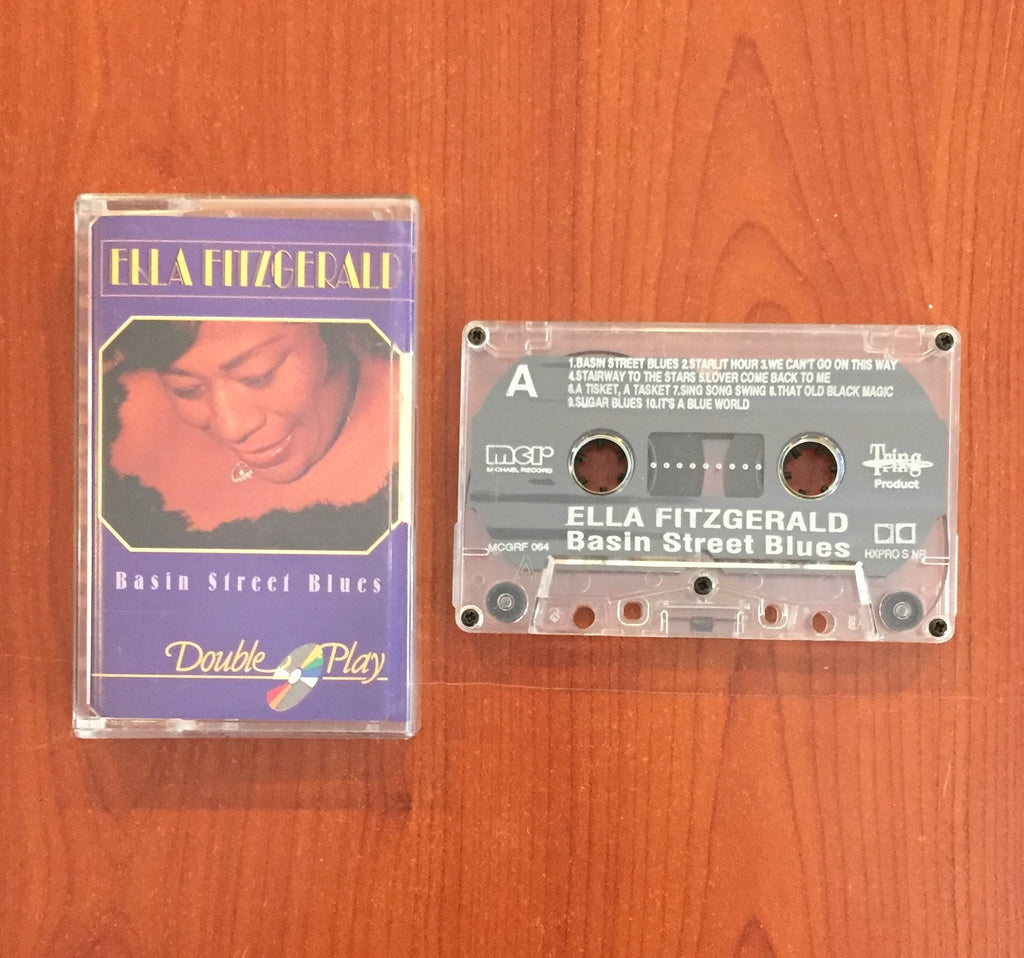 ELLA FITZGERALD
Basin Street Blues
Double Play
A
1.BASIN STREET BLUES 2.STARLIT HOUR 3.WE CAN'T GO ON THIS WAY
4.STAIRWAY TO THE STARS 5.LOVER COME BACK TO ME
6.A TISKET, A TASKET 7.SING SONG SWING 8.THAT OLD BLACK MAGIC
9.SUGAR BLUES 10.IT'S A BLUE WORLD
mcr
MICHAEL RECORD
Tring
Product
ELLA FITZGERALD
Basin Street Blues
MCGRF 064
HXPRO S NR
A